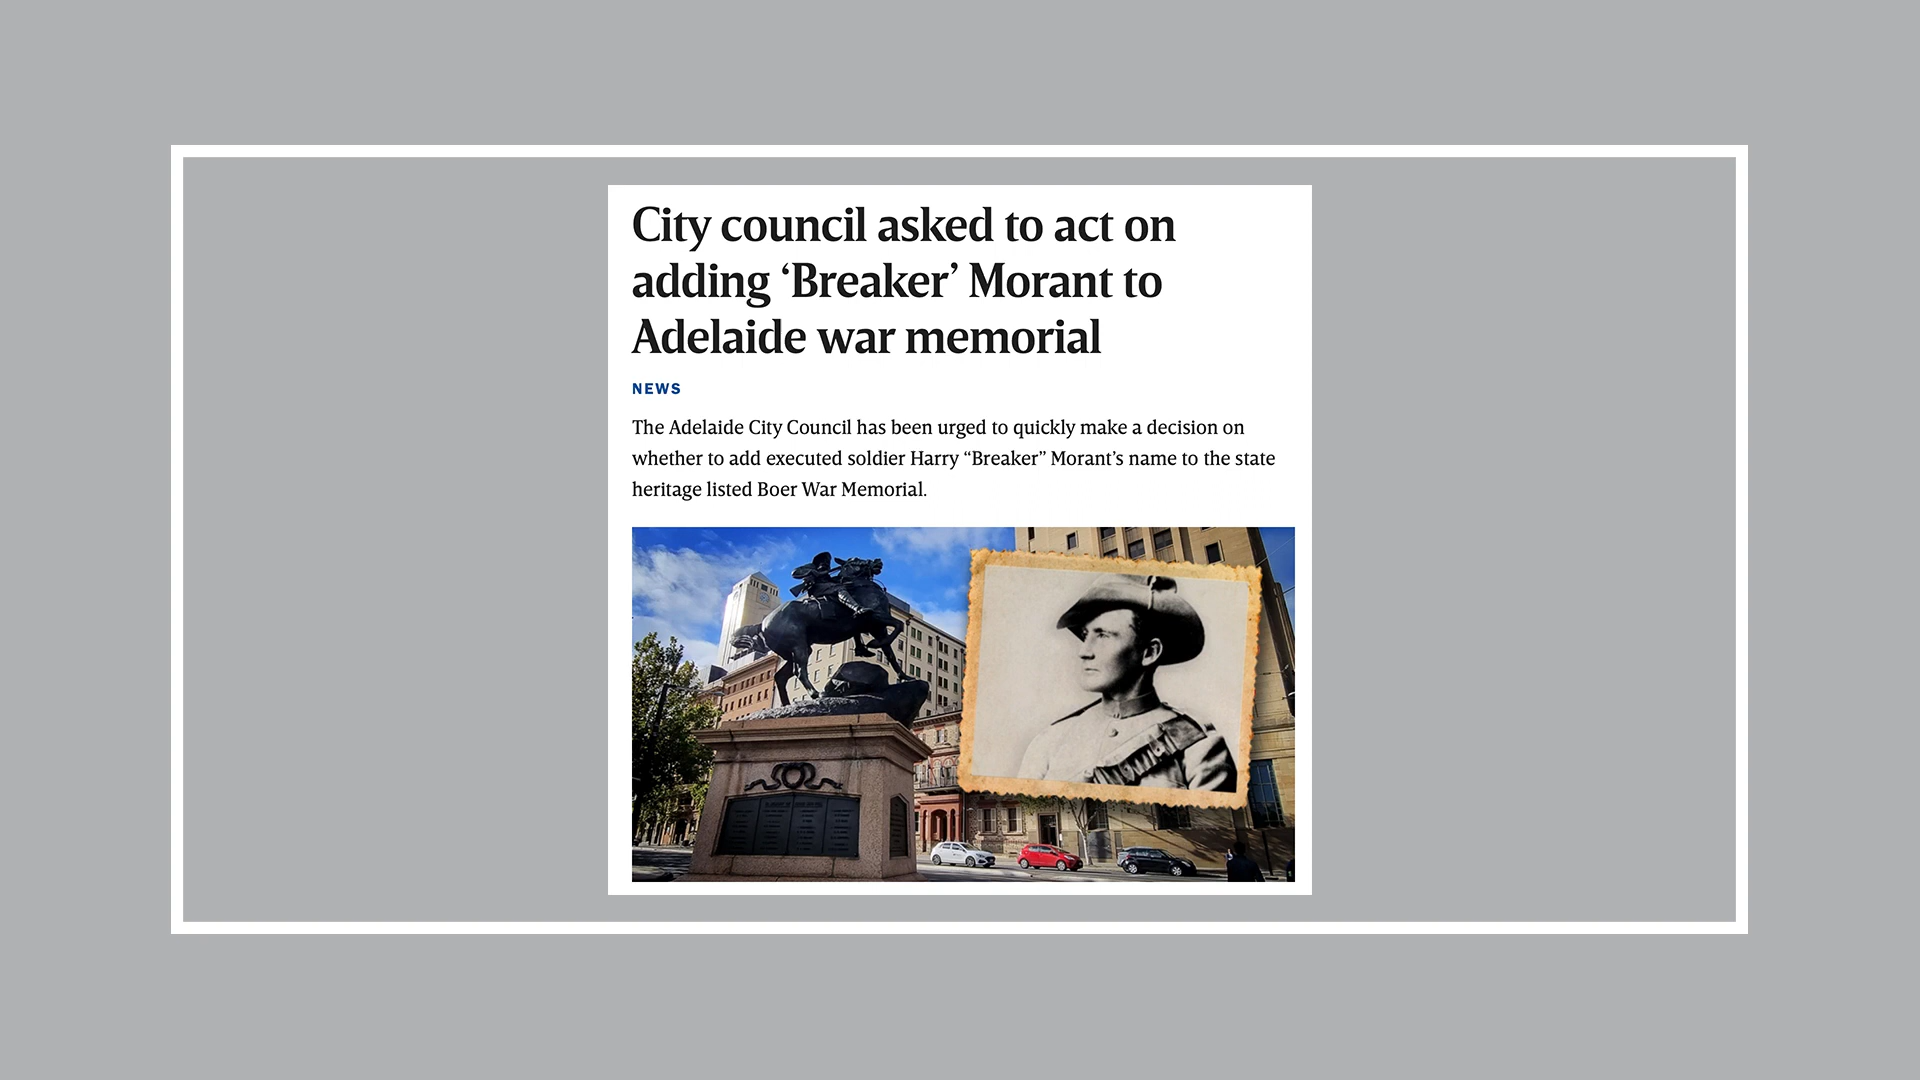 City council asked to act on
adding ‘Breaker’ Morant to
Adelaide war memorial
NEWS
The Adelaide City Council has been urged to quickly make a decision on
whether to add executed soldier Harry “Breaker” Morant’s name to the state
heritage listed Boer War Memorial.